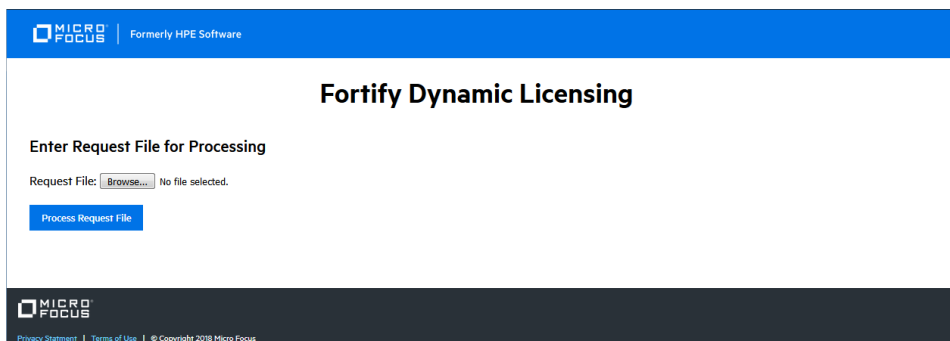 MICRO FOCUS | Formerly HPE Software
Fortify Dynamic Licensing
Enter Request File for Processing
Request File: Browse... No file selected.
Process Request File
MICRO FOCUS
Privacy Statment | Terms of Use | © Copyright 2018 Micro Focus